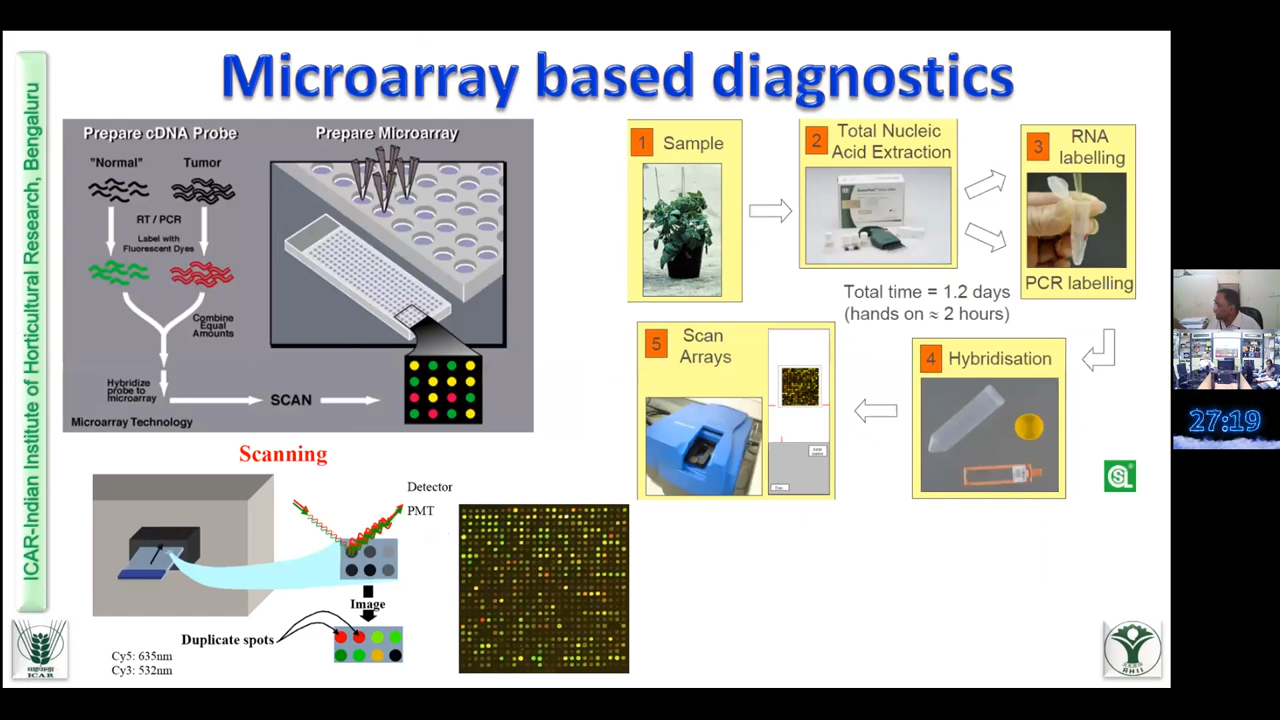 Microarray based diagnostics
ICAR-Indian Institute of Horticultural Research, Bengaluru
Prepare cDNA Probe
Prepare Microarray
"Normal"
Tumor
RT / PCR
Label with
Fluorescent Dyes
Combine
Equal
Amounts
Hybridize
probe to
microarray
SCAN
Microarray Technology
1 Sample
2 Total Nucleic
Acid Extraction
3 RNA
labelling
PCR labelling
Total time = 1.2 days
(hands on ≈ 2 hours)
4 Hybridisation
5 Scan
Arrays
Scanning
Detector
PMT
Image
Duplicate spots
Cy5: 635nm
Cy3: 532nm
ICAR
IIHR
27:19